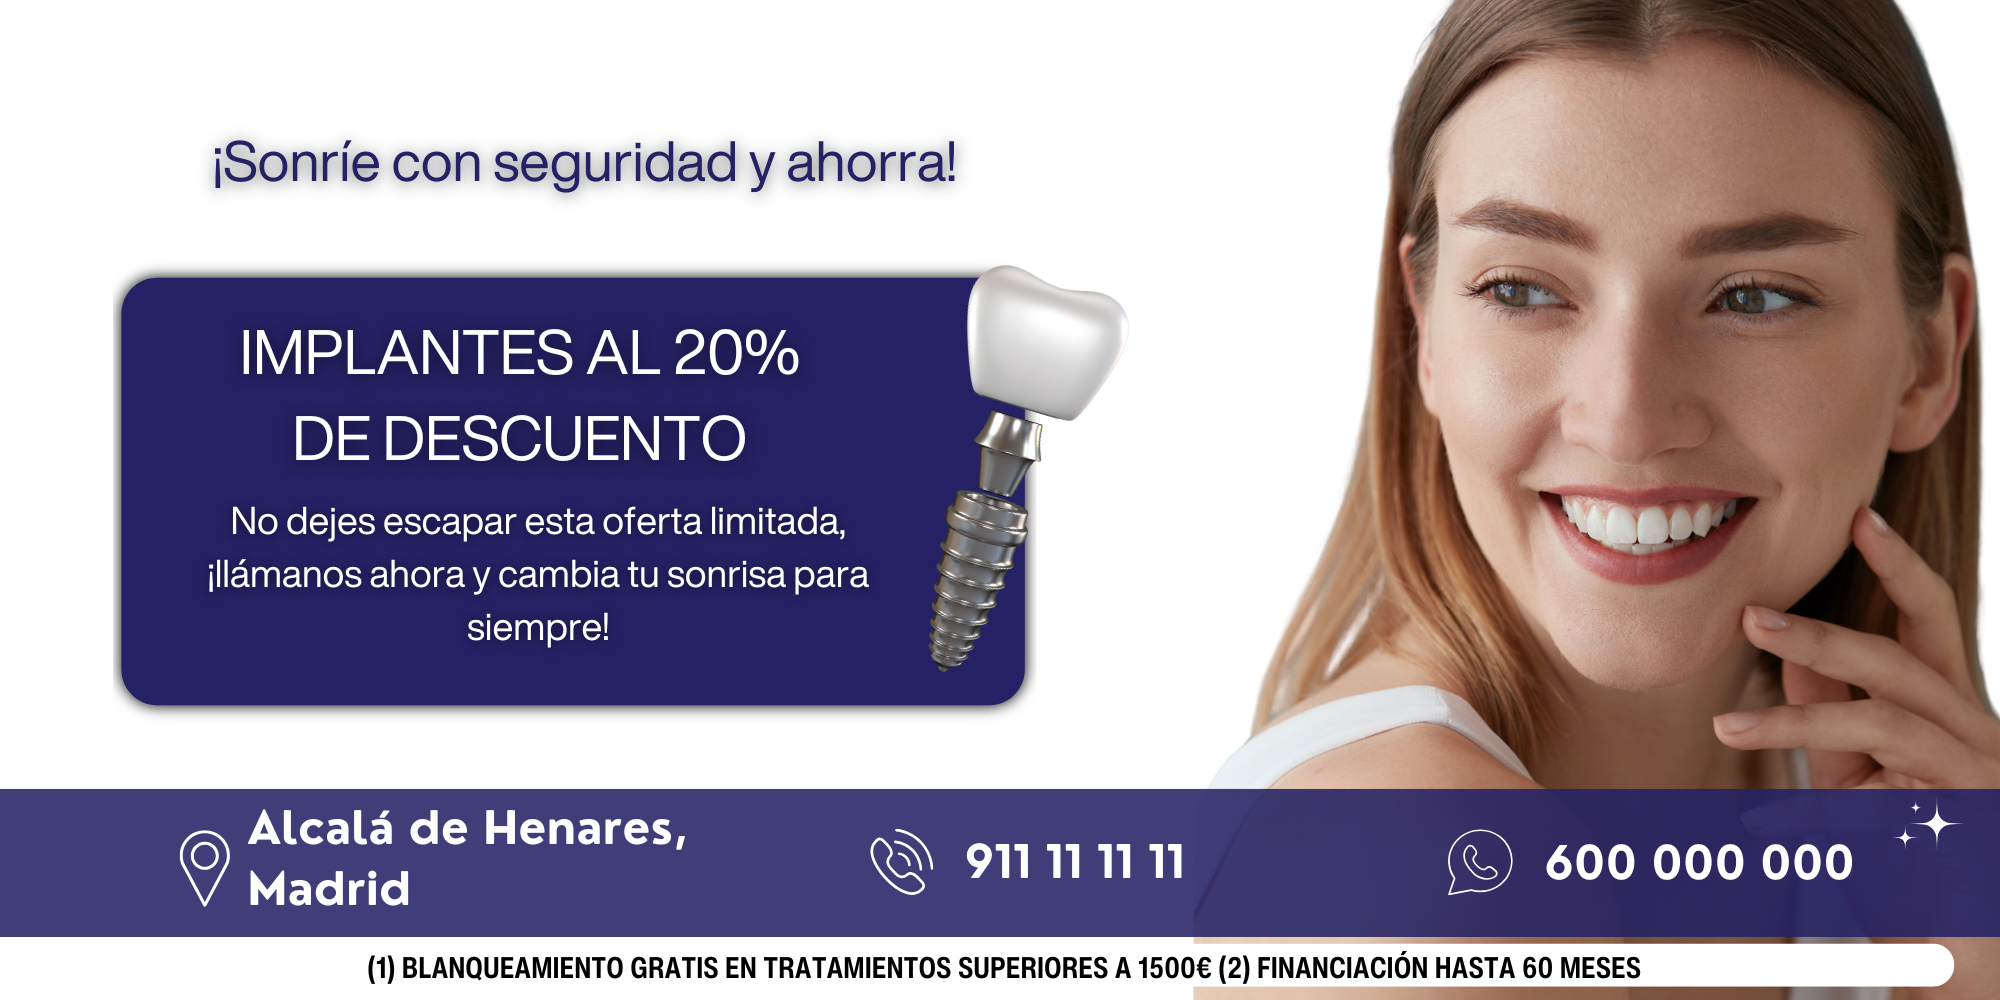 ¡Sonríe con seguridad y ahorra!
IMPLANTES AL 20%
DE DESCUENTO
No dejes escapar esta oferta limitada,
¡llámanos ahora y cambia tu sonrisa para
siempre!
Alcalá de Henares,
Madrid
911 11 11 11
600 000 000
(1) BLANQUEAMIENTO GRATIS EN TRATAMIENTOS SUPERIORES A 1500€ (2) FINANCIACIÓN HASTA 60 MESES